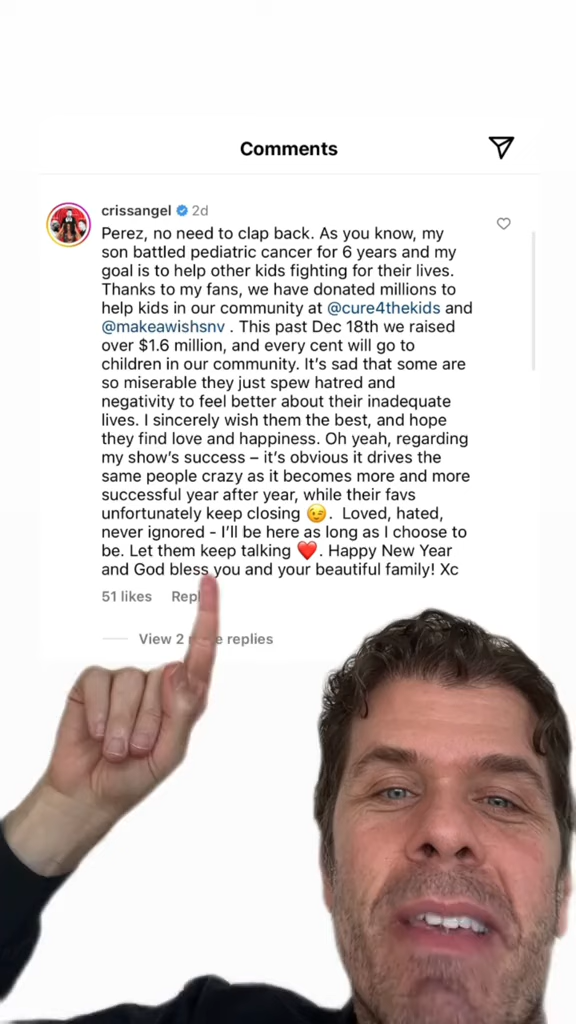 Comments
crissangel 2d
Perez, no need to clap back. As you know, my
son battled pediatric cancer for 6 years and my
goal is to help other kids fighting for their lives.
Thanks to my fans, we have donated millions to
help kids in our community at @cure4thekids and
@makeawishsnv . This past Dec 18th we raised
over $1.6 million, and every cent will go to
children in our community. It's sad that some are
so miserable they just spew hatred and
negativity to feel better about their inadequate
lives. I sincerely wish them the best, and hope
they find love and happiness. Oh yeah, regarding
my show's success – it's obvious it drives the
same people crazy as it becomes more and more
successful year after year, while their favs
unfortunately keep closing 😉. Loved, hated,
never ignored - I'll be here as long as I choose to
be. Let them keep talking ❤️. Happy New Year
and God bless you and your beautiful family! Xc
51 likes
View 2 replies